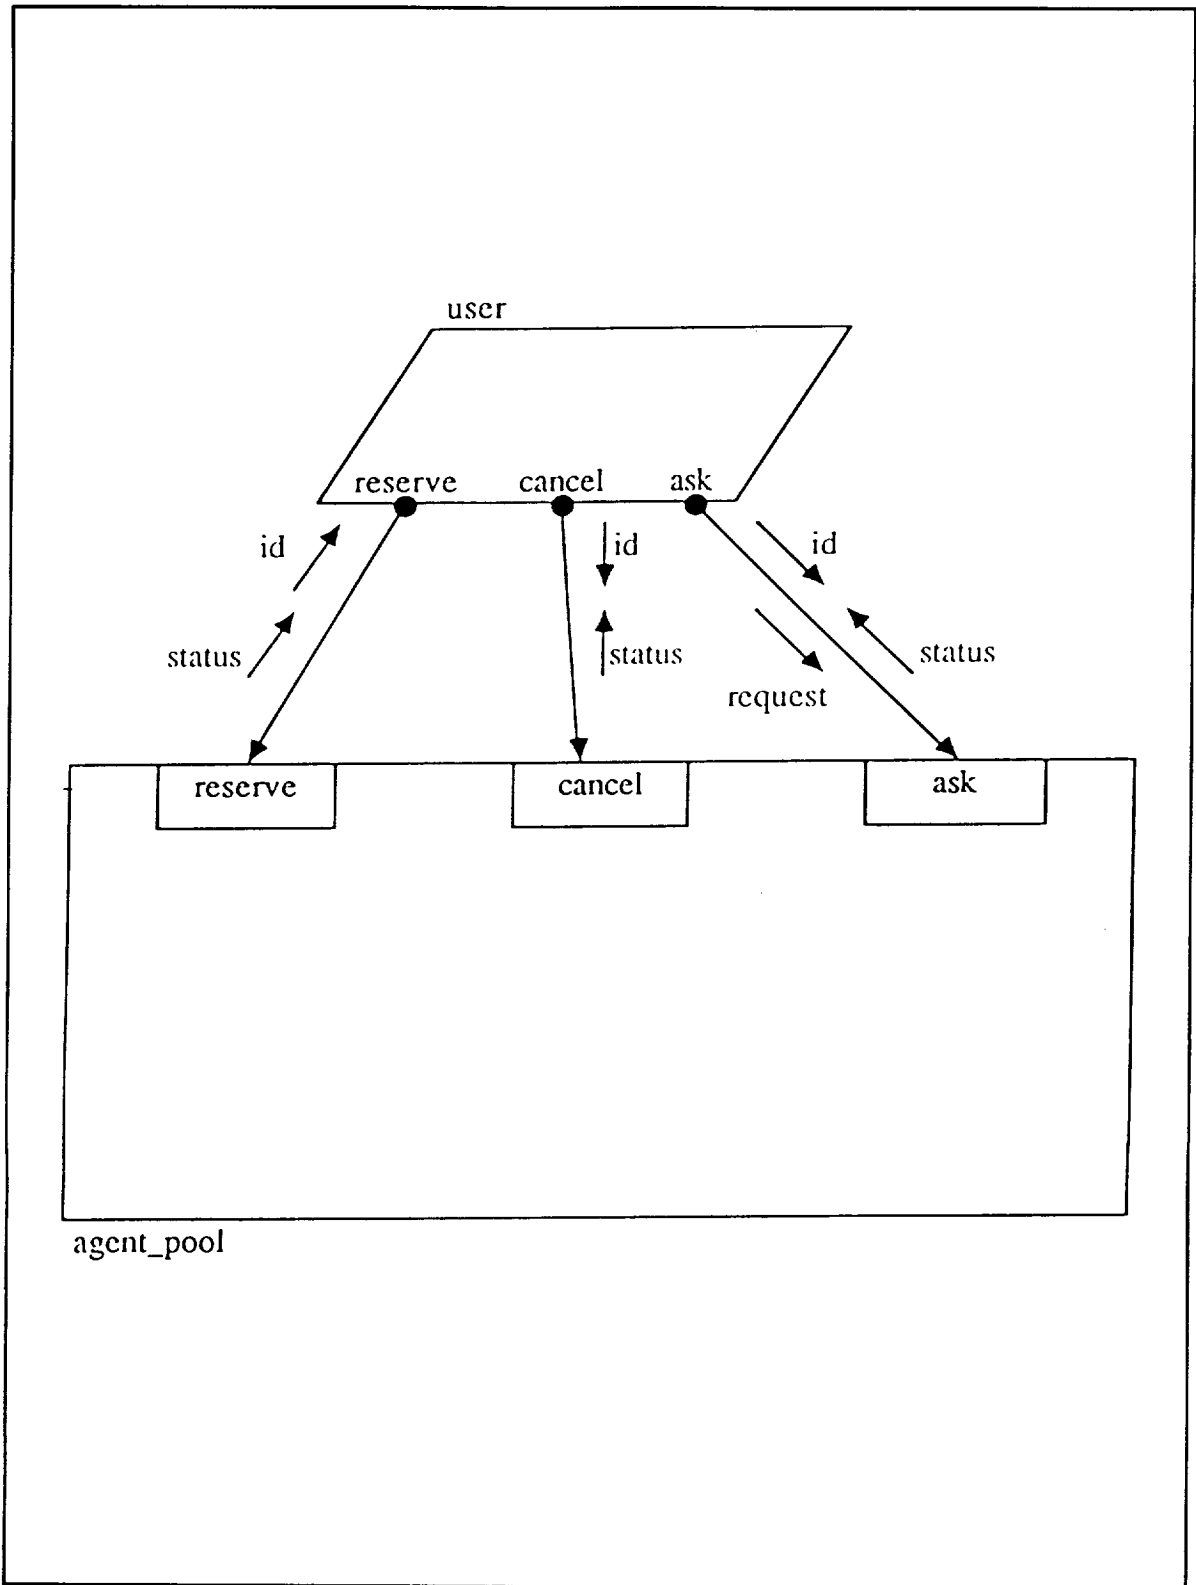 user
reserve cancel ask
id id id
status status status
request
reserve cancel ask
agent_pool